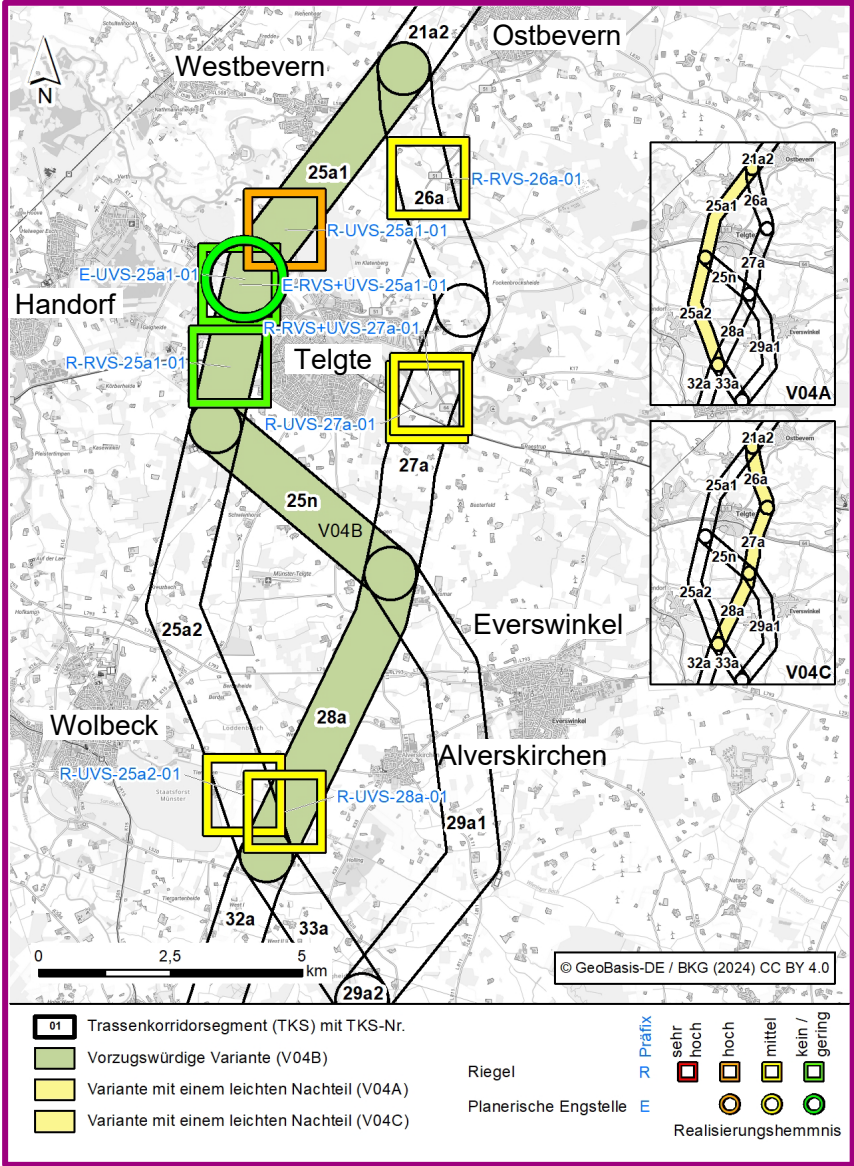 21a2
Ostbevern
Westbevern
N
25a1
R-RVS-26a-01
26a
R-UVS-25a1-01
E-UVS-25a1-01
E-RVS+UVS-25a1-01
Handorf
R-RVS+UVS-27a-01
R-RVS-25a1-01
Telgte
R-UVS-27a-01
27a
25n
V04B
25a2
Everswinkel
28a
Wolbeck
Alverskirchen
R-UVS-25a2-01
R-UVS-28a-01
29a1
32a
33a
29a2
0 2,5 5
km
21a2
Ostbevern
25a1
26a
Telgte
27a
25n
25a2
28a
Everswinkel
29a1
32a 33a
V04A
21a2
Ostbevern
25a1
26a
Telgte
27a
25n
25a2
28a
Everswinkel
29a1
32a 33a
V04C
© GeoBasis-DE / BKG (2024) CC BY 4.0
01 Trassenkorridorsegment (TKS) mit TKS-Nr.
Vorzugswürdige Variante (V04B)
Variante mit einem leichten Nachteil (V04A)
Variante mit einem leichten Nachteil (V04C)
Präfix
sehr hoch
hoch
mittel
kein / gering
Riegel R
Planerische Engstelle E
Realisierungshemmnis